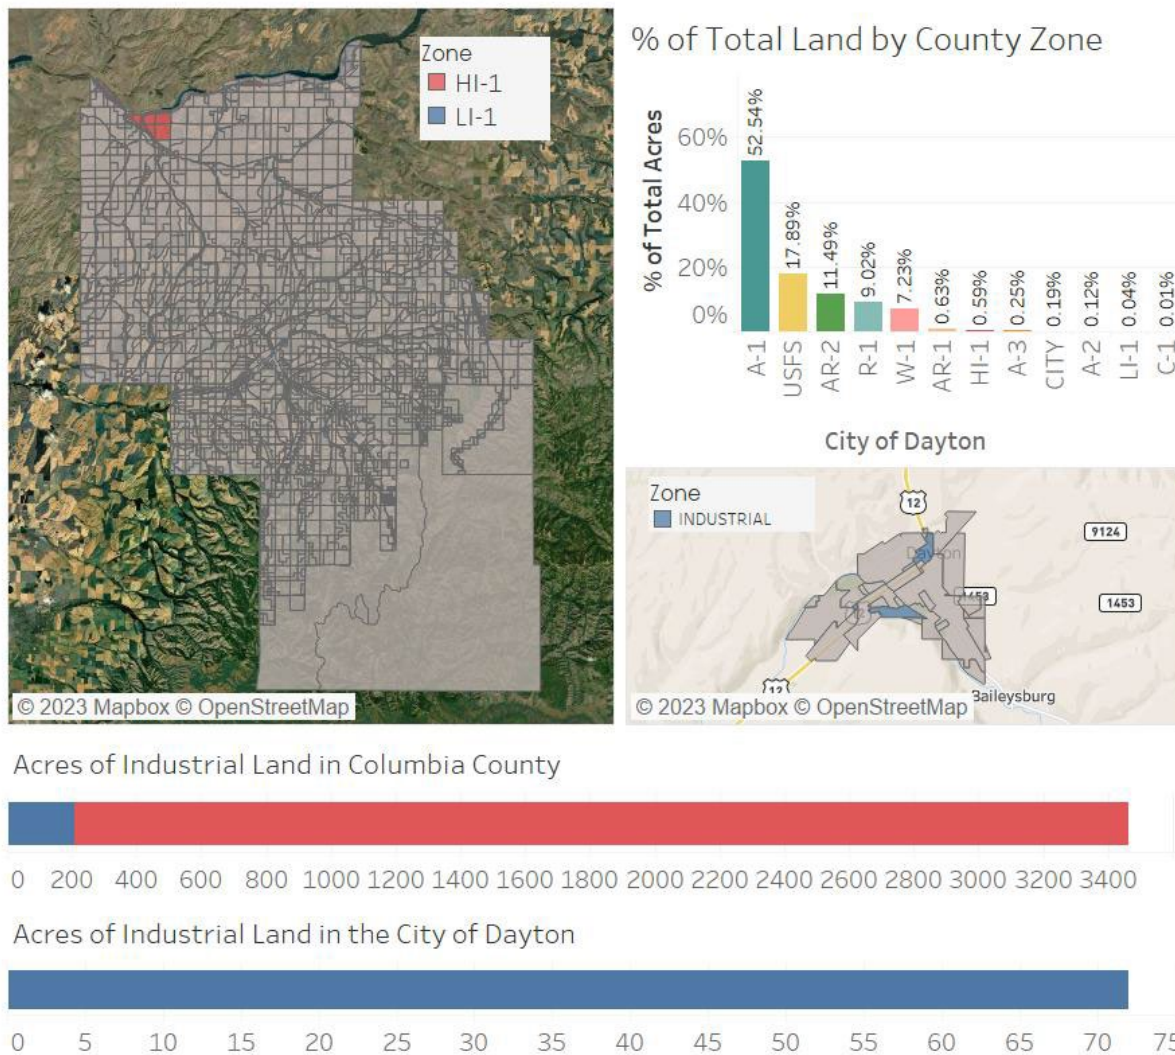 Zone
HI-1
LI-1
© 2023 Mapbox © OpenStreetMap
% of Total Land by County Zone
% of Total Acres
60%
40%
20%
0%
52.54%
17.89%
11.49%
9.02%
7.23%
0.63%
0.59%
0.25%
0.19%
0.12%
0.04%
0.01%
A-1
USFS
AR-2
R-1
W-1
AR-1
HI-1
A-3
CITY
A-2
LI-1
C-1
City of Dayton
Zone
INDUSTRIAL
12
Dayton
9124
1453
1453
12
Baileysburg
© 2023 Mapbox © OpenStreetMap
Acres of Industrial Land in Columbia County
0 200 400 600 800 1000 1200 1400 1600 1800 2000 2200 2400 2600 2800 3000 3200 3400
Acres of Industrial Land in the City of Dayton
0 5 10 15 20 25 30 35 40 45 50 55 60 65 70 75